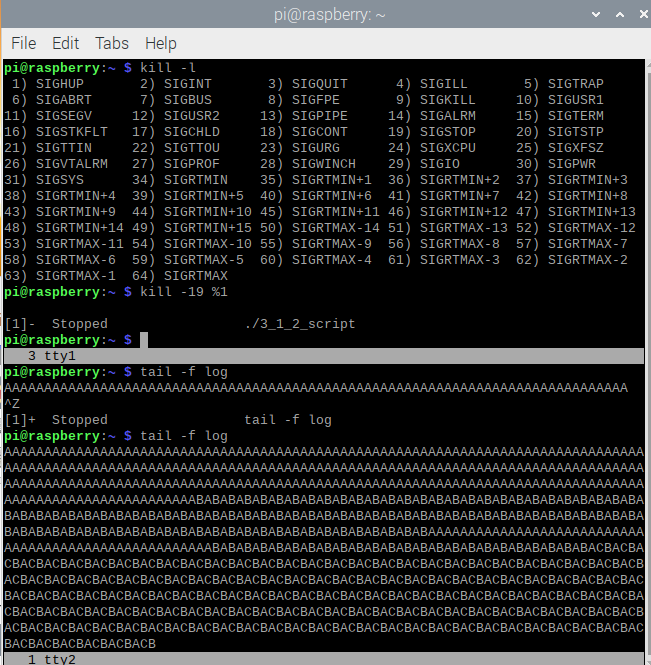 pi@raspberry: ~
File Edit Tabs Help
pi@raspberry:~ $ kill -l
 1) SIGHUP       2) SIGINT       3) SIGQUIT      4) SIGILL       5) SIGTRAP
 6) SIGABRT      7) SIGBUS       8) SIGFPE       9) SIGKILL     10) SIGUSR1
11) SIGSEGV     12) SIGUSR2     13) SIGPIPE     14) SIGALRM     15) SIGTERM
16) SIGSTKFLT   17) SIGCHLD     18) SIGCONT     19) SIGSTOP     20) SIGTSTP
21) SIGTTIN     22) SIGTTOU     23) SIGURG      24) SIGXCPU     25) SIGXFSZ
26) SIGVTALRM   27) SIGPROF     28) SIGWINCH    29) SIGIO       30) SIGPWR
31) SIGSYS      34) SIGRTMIN    35) SIGRTMIN+1  36) SIGRTMIN+2  37) SIGRTMIN+3
38) SIGRTMIN+4  39) SIGRTMIN+5  40) SIGRTMIN+6  41) SIGRTMIN+7  42) SIGRTMIN+8
43) SIGRTMIN+9  44) SIGRTMIN+10 45) SIGRTMIN+11 46) SIGRTMIN+12 47) SIGRTMIN+13
48) SIGRTMIN+14 49) SIGRTMIN+15 50) SIGRTMAX-14 51) SIGRTMAX-13 52) SIGRTMAX-12
53) SIGRTMAX-11 54) SIGRTMAX-10 55) SIGRTMAX-9  56) SIGRTMAX-8  57) SIGRTMAX-7
58) SIGRTMAX-6  59) SIGRTMAX-5  60) SIGRTMAX-4  61) SIGRTMAX-3  62) SIGRTMAX-2
63) SIGRTMAX-1  64) SIGRTMAX
pi@raspberry:~ $ kill -19 %1
[1]-  Stopped                 ./3_1_2_script
pi@raspberry:~ $
   3 tty1
pi@raspberry:~ $ tail -f log
AAAAAAAAAAAAAAAAAAAAAAAAAAAAAAAAAAAAAAAAAAAAAAAAAAAAAAAAAAAAAAAAAAAAAAAAAAAAAA
^Z
[1]+  Stopped                 tail -f log
pi@raspberry:~ $ tail -f log
AAAAAAAAAAAAAAAAAAAAAAAAAAAAAAAAAAAAAAAAAAAAAAAAAAAAAAAAAAAAAAAAAAAAAAAAAAAAAAAA
AAAAAAAAAAAAAAAAAAAAAAAAAAAAAAAAAAAAAAAAAAAAAAAAAAAAAAAAAAAAAAAAAAAAAAAAAAAAAAAA
AAAAAAAAAAAAAAAAAAAAAAAAAAAAAAAAAAAAAAAAAAAAAAAAAAAAAAAAAAAAAAAAAAAAAAAAAAAAAAAA
AAAAAAAAAAAAAAAAAAAAAAAABABABABABABABABABABABABABABABABABABABABABABABABABABABABA
BABABABABABABABABABABABABABABABABABABABABABABABABABABABABABABABABABABABABABABABA
BABABABABABABABABABABABABABABABABABABABABABABABABABABAAAAAAAAAAAAAAAAAAAAAAAAAAA
AAAAAAAAAAAAAAAAAAAAAAAAAABABABABABABABABABABABABABABABABABABABABABABABACBACBACBA
CBACBACBACBACBACBACBACBACBACBACBACBACBACBACBACBACBACBACBACBACBACBACBACBACBACBACB
ACBACBACBACBACBACBACBACBACBACBACBACBACBACBACBACBACBACBACBACBACBACBACBACBACBACBAC
BACBACBACBACBACBACBACBACBACBACBACBACBACBACBACBACBACBACBACBACBACBACBACBACBACBACBA
CBACBACBACBACBACBACBACBACBACBACBACBACBACBACBACBACBACBACBACBACBACBACBACBACBACBACB
ACBACBACBACBACBACBACBACBACBACBACBACBACBACBACBACBACBACBACBACBACBACBACBACBACBACBAC
BACBACBACBACBACBACB
   1 tty2